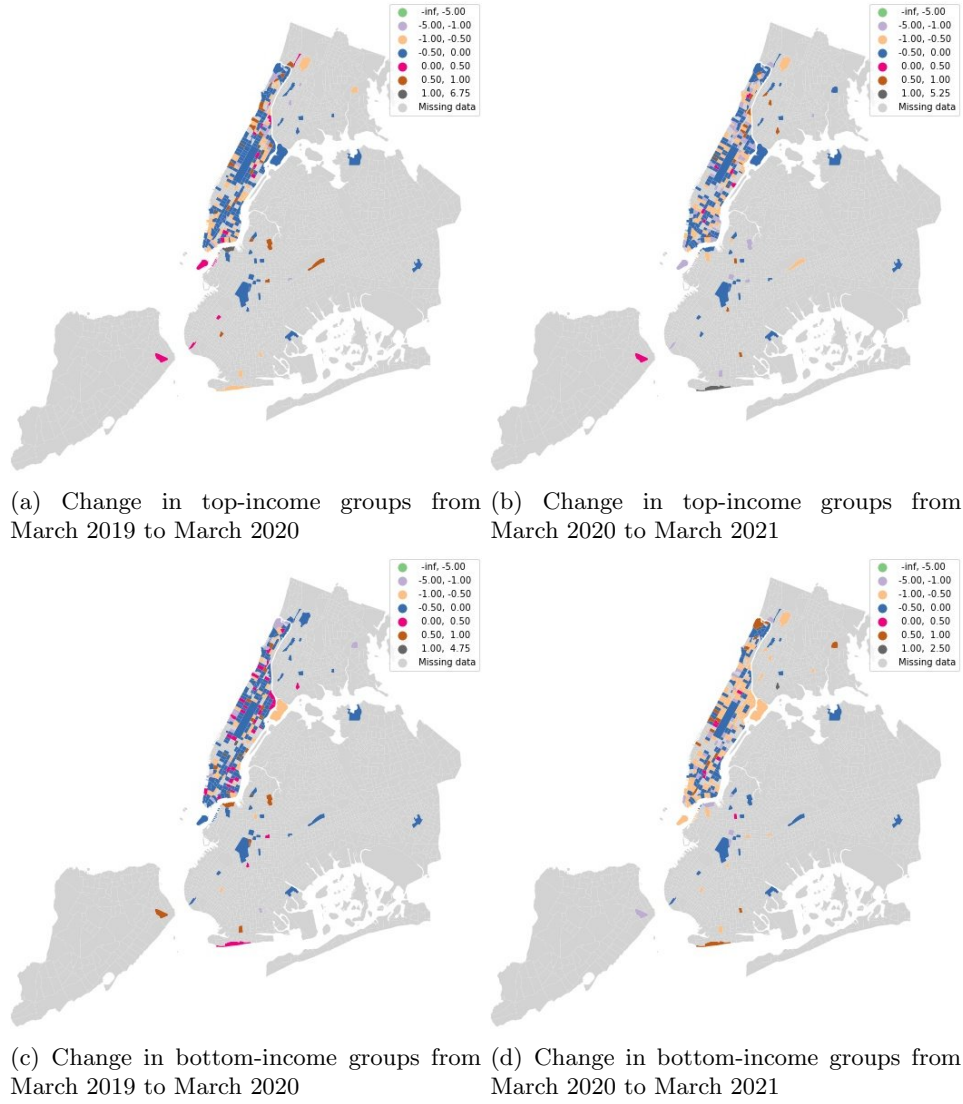 -inf, -5.00
-5.00, -1.00
-1.00, -0.50
-0.50, 0.00
0.00, 0.50
0.50, 1.00
1.00, 6.75
Missing data
-inf, -5.00
-5.00, -1.00
-1.00, -0.50
-0.50, 0.00
0.00, 0.50
0.50, 1.00
1.00, 5.25
Missing data
(a) Change in top-income groups from
March 2019 to March 2020
(b) Change in top-income groups from
March 2020 to March 2021
-inf, -5.00
-5.00, -1.00
-1.00, -0.50
-0.50, 0.00
0.00, 0.50
0.50, 1.00
1.00, 4.75
Missing data
-inf, -5.00
-5.00, -1.00
-1.00, -0.50
-0.50, 0.00
0.00, 0.50
0.50, 1.00
1.00, 2.50
Missing data
(c) Change in bottom-income groups from
March 2019 to March 2020
(d) Change in bottom-income groups from
March 2020 to March 2021